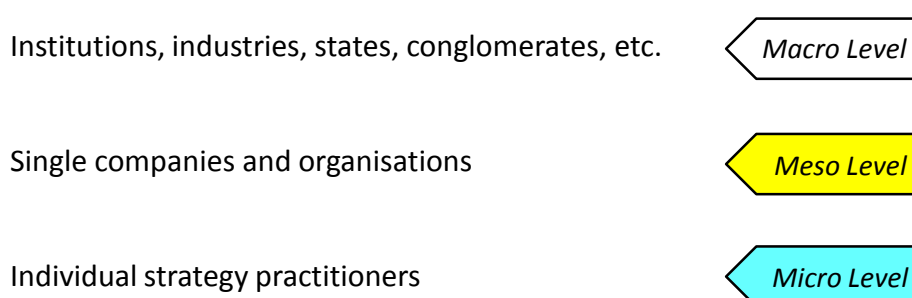 Institutions, industries, states, conglomerates, etc.
Macro Level
Single companies and organisations
Meso Level
Individual strategy practitioners
Micro Level